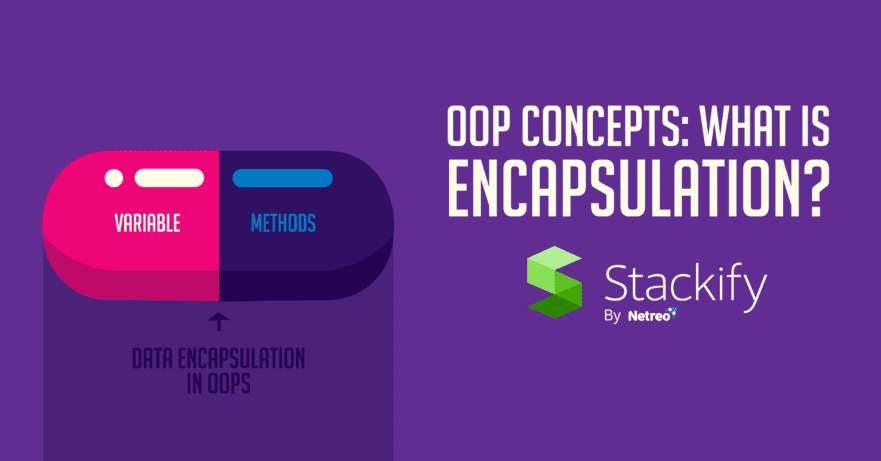 OOP CONCEPTS: WHAT IS
ENCAPSULATION?
VARIABLE
METHODS
DATA ENCAPSULATION
IN OOPS
Stackify
By Netreo